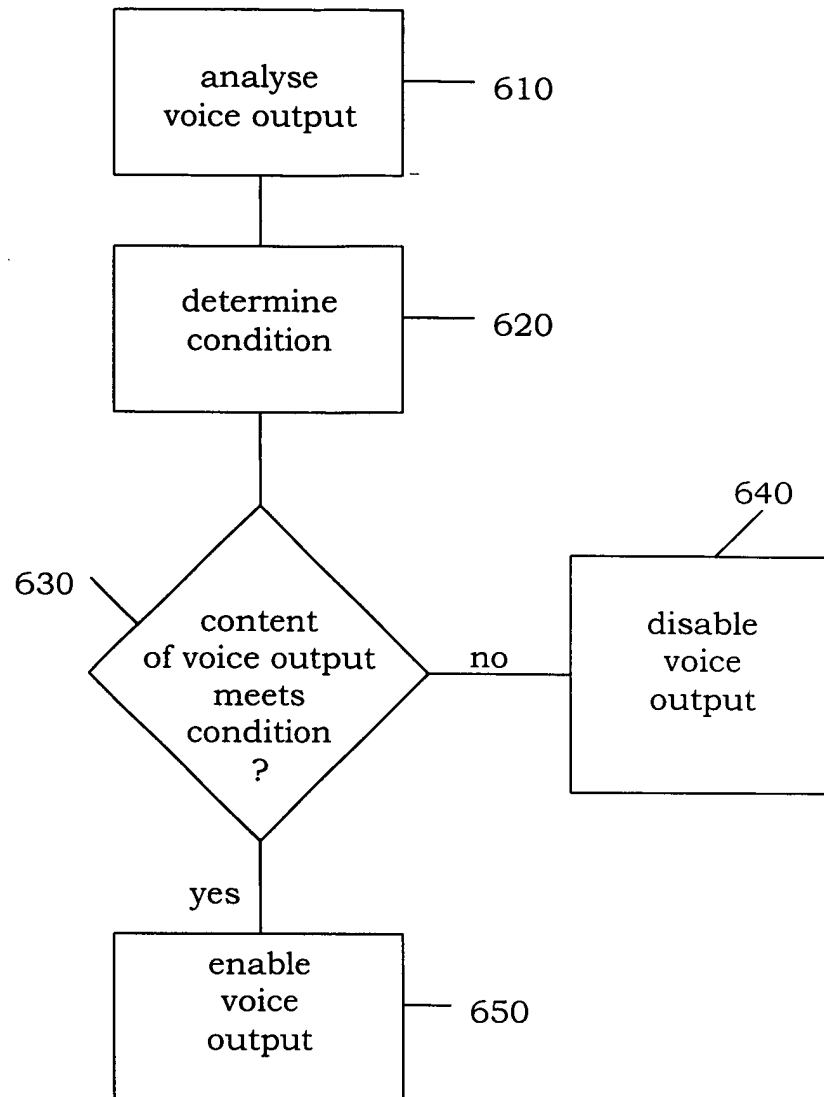 analyse
voice output
610
determine
condition
620
640
630
content
of voice output
meets
condition
?
no
disable
voice
output
yes
enable
voice
output
650